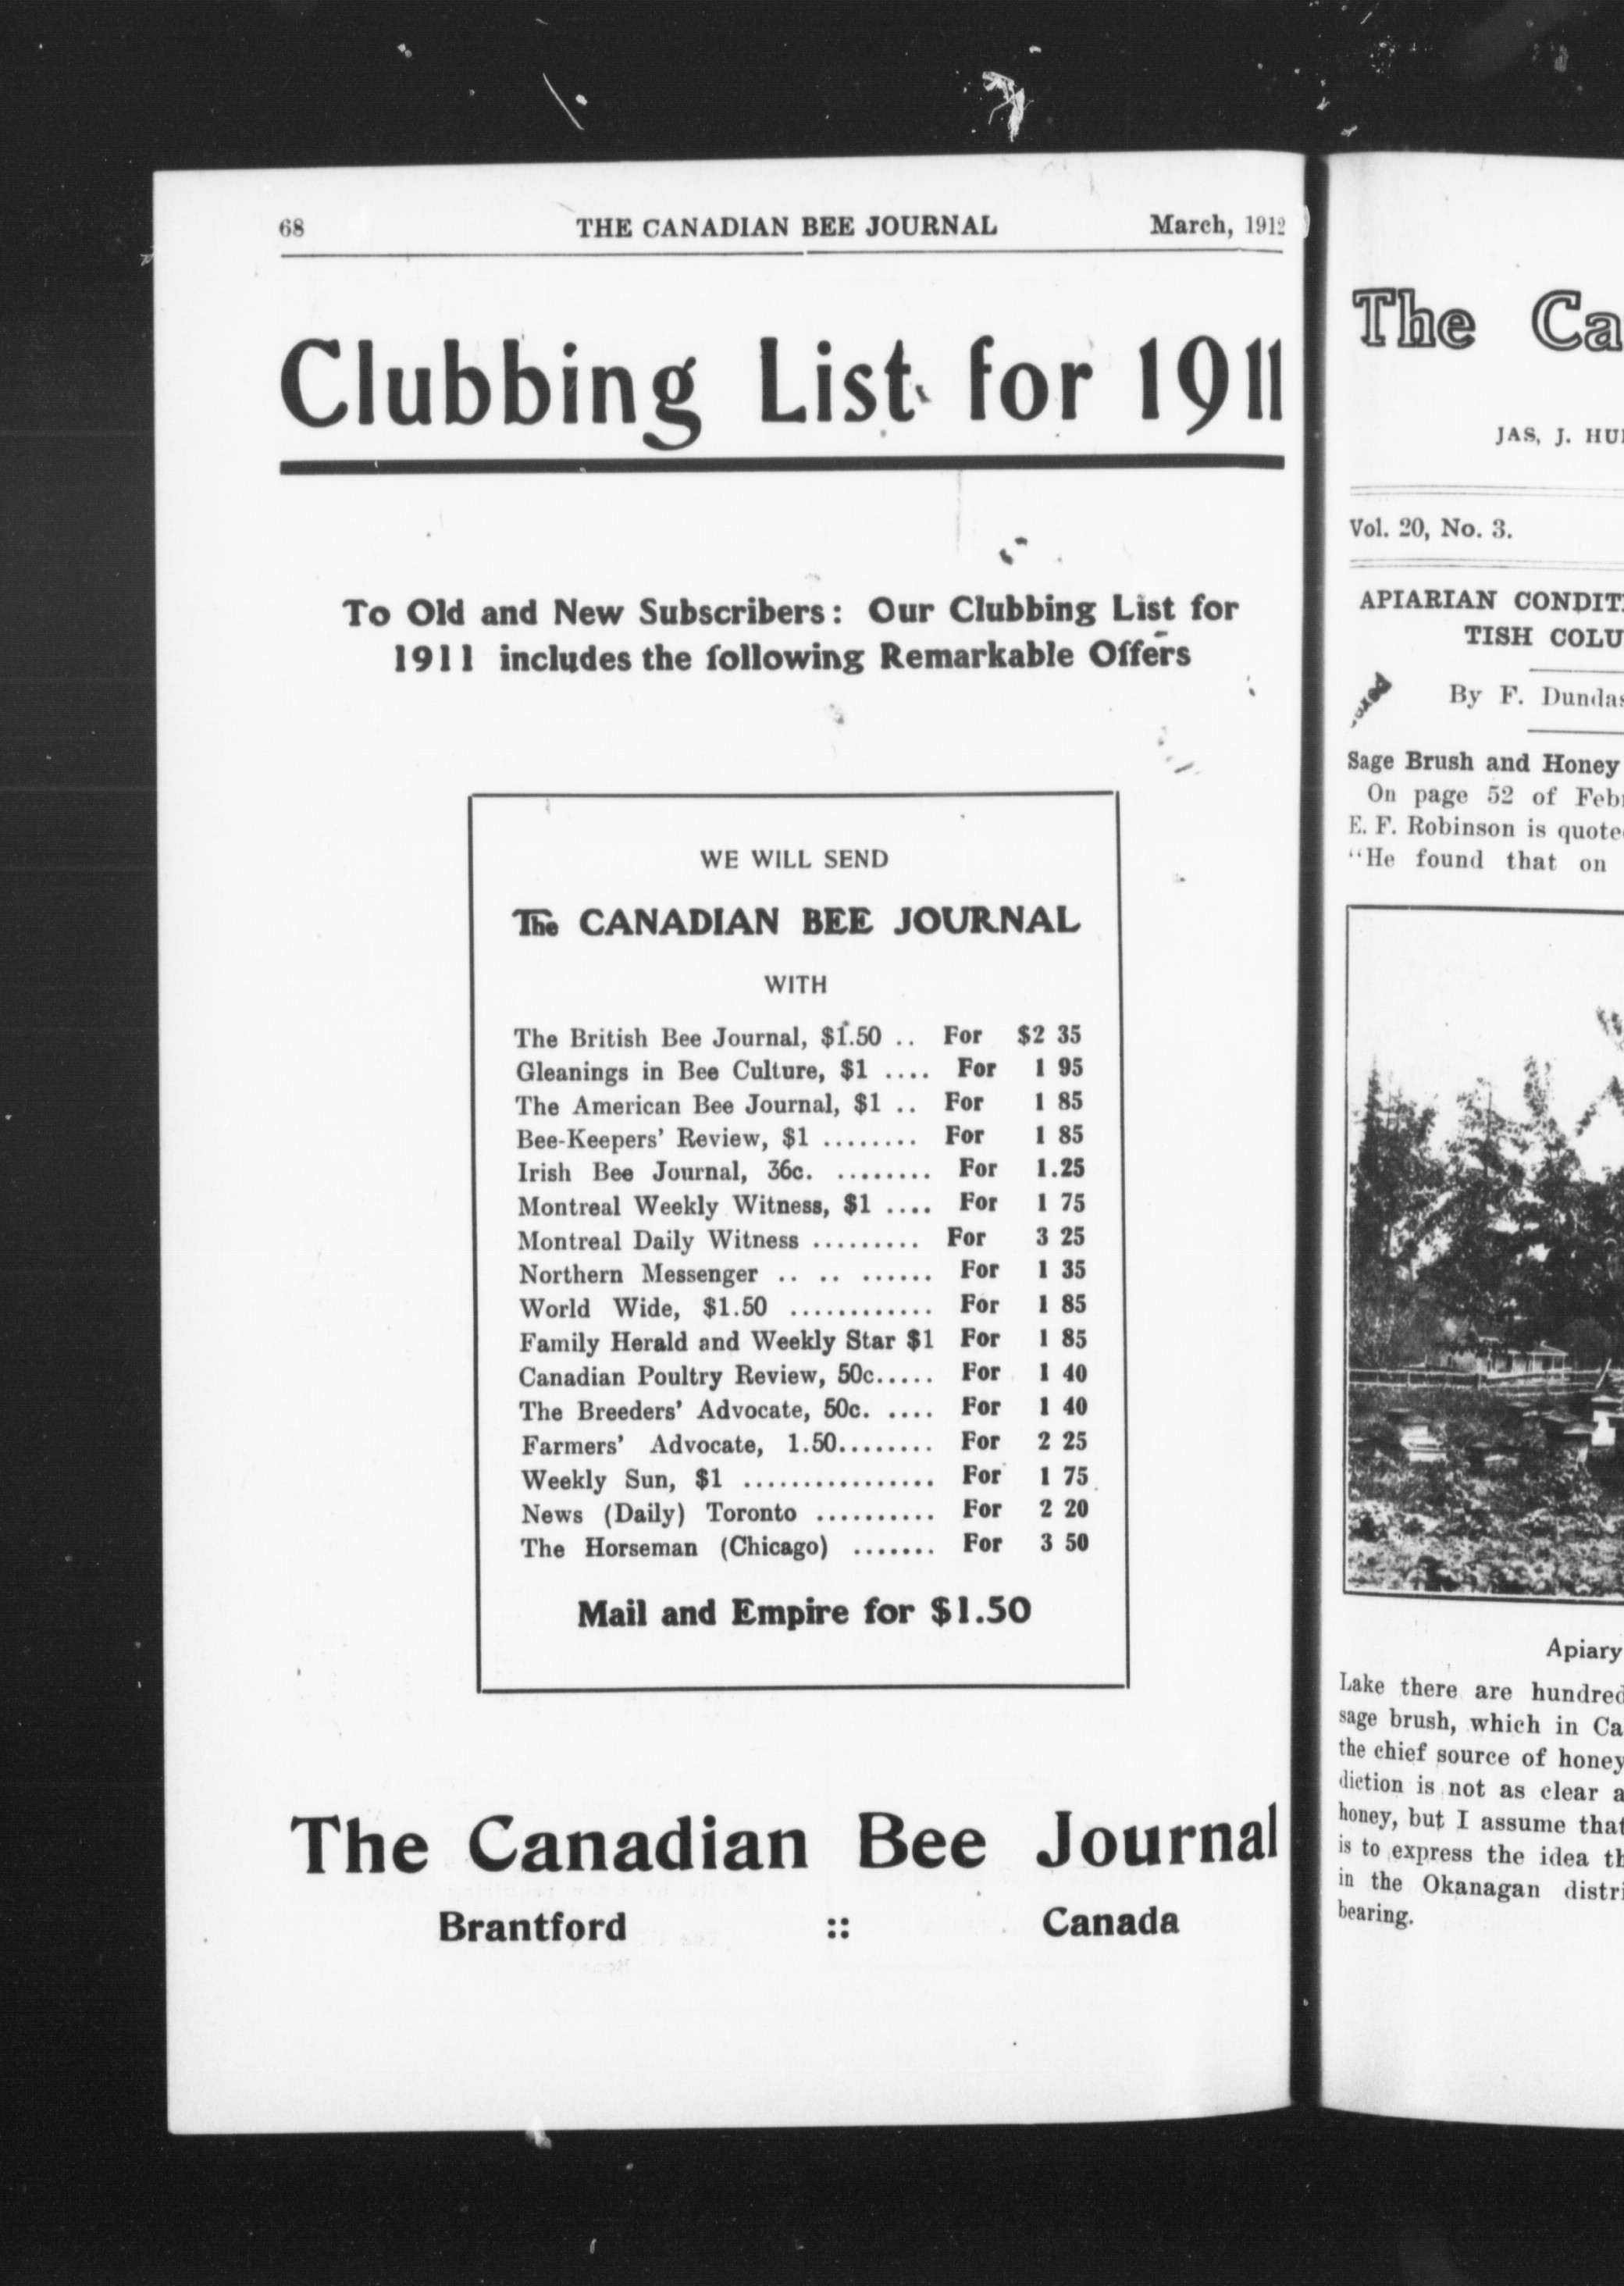 68 THE CANADIAN BEE JOURNAL March, 1912
Clubbing List for 1911
To Old and New Subscribers: Our Clubbing List for
1911 includes the following Remarkable Offers
WE WILL SEND
The CANADIAN BEE JOURNAL
WITH
The British Bee Journal, $1.50 .. For $2 35
Gleanings in Bee Culture, $1 .... For 1 95
The American Bee Journal, $1 .. For 1 85
Bee-Keepers' Review, $1 ........ For 1 85
Irish Bee Journal, 36c. ........ For 1.25
Montreal Weekly Witness, $1 .... For 1 75
Montreal Daily Witness ......... For 3 25
Northern Messenger .. .. ...... For 1 35
World Wide, $1.50 ............ For 1 85
Family Herald and Weekly Star $1 For 1 85
Canadian Poultry Review, 50c..... For 1 40
The Breeders' Advocate, 50c. .... For 1 40
Farmers' Advocate, 1.50........ For 2 25
Weekly Sun, $1 ................ For 1 75
News (Daily) Toronto .......... For 2 20
The Horseman (Chicago) ....... For 3 50
Mail and Empire for $1.50
The Canadian Bee Journal
Brantford :: Canada
The Ca
JAS, J. HU
Vol. 20, No. 3.
APIARIAN CONDIT
TISH COLU
By F. Dundas
Sage Brush and Honey
On page 52 of Feb
E. F. Robinson is quote
"He found that on
Apiary
Lake there are hundred
sage brush, which in Ca
the chief source of honey
diction is not as clear a
honey, but I assume that
is to express the idea th
in the Okanagan distri
bearing.